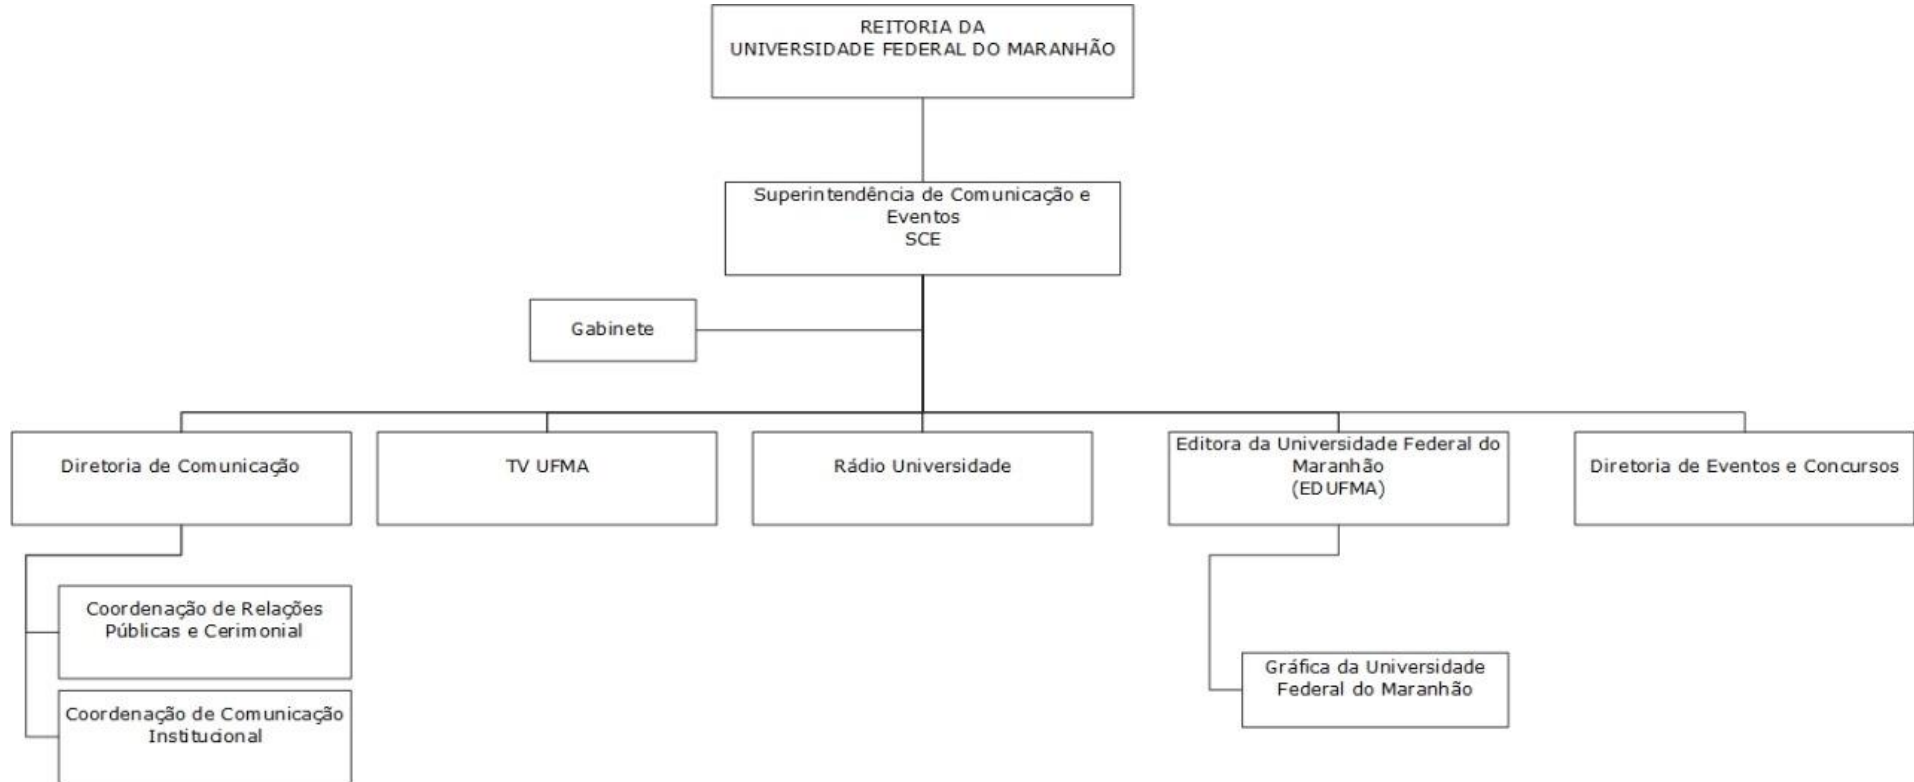 REITORIA DA
UNIVERSIDADE FEDERAL DO MARANHÃO
Superintendência de Comunicação e
Eventos
SCE
Gabinete
Diretoria de Comunicação
TV UFMA
Rádio Universidade
Editora da Universidade Federal do
Maranhão
(EDUFMA)
Diretoria de Eventos e Concursos
Coordenação de Relações
Públicas e Cerimonial
Coordenação de Comunicação
Institucional
Gráfica da Universidade
Federal do Maranhão